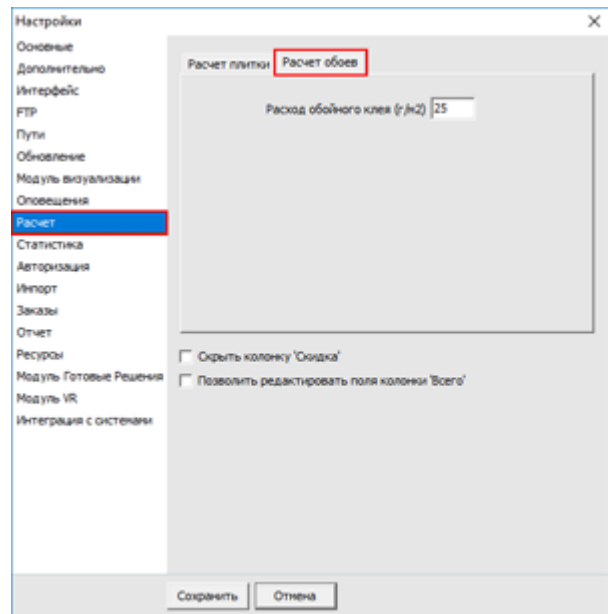 Настройки
Основные
Дополнительно
Интерфейс
FTP
Пути
Обновление
Модуль визуализации
Оповещения
Расчет
Статистика
Авторизация
Импорт
Заказы
Отчет
Ресурсы
Модуль Готовые Решения
Модуль VR
Интеграция с системами
Расчет плитки
Расчет обоев
Расход обойного клея (г/м2) 25
Скрыть колонку 'Скидка'
Позволить редактировать поля колонки 'Всего'
Сохранить
Отмена